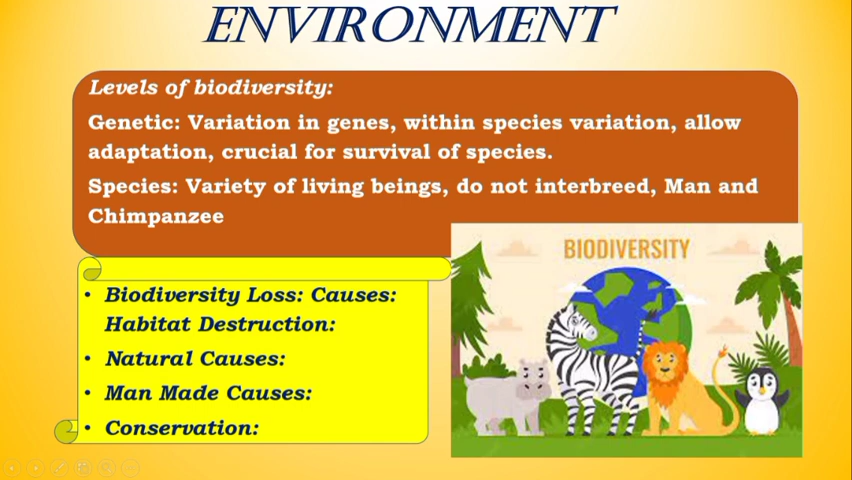 ENVIRONMENT
Levels of biodiversity:
Genetic: Variation in genes, within species variation, allow
adaptation, crucial for survival of species.
Species: Variety of living beings, do not interbreed, Man and
Chimpanzee
BIODIVERSITY
• Biodiversity Loss: Causes:
Habitat Destruction:
• Natural Causes:
• Man Made Causes:
• Conservation: